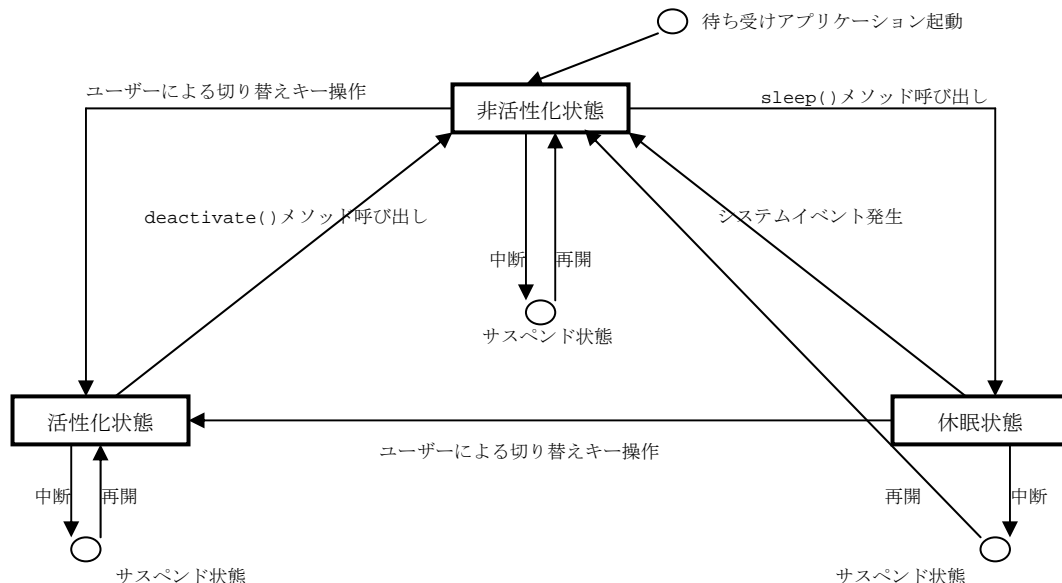 待ち受けアプリケーション起動
ユーザーによる切り替えキー操作
sleep()メソッド呼び出し
非活性化状態
deactivate()メソッド呼び出し
システムイベント発生
中断
再開
サスペンド状態
活性化状態
休眠状態
ユーザーによる切り替えキー操作
中断
再開
再開
中断
サスペンド状態
サスペンド状態